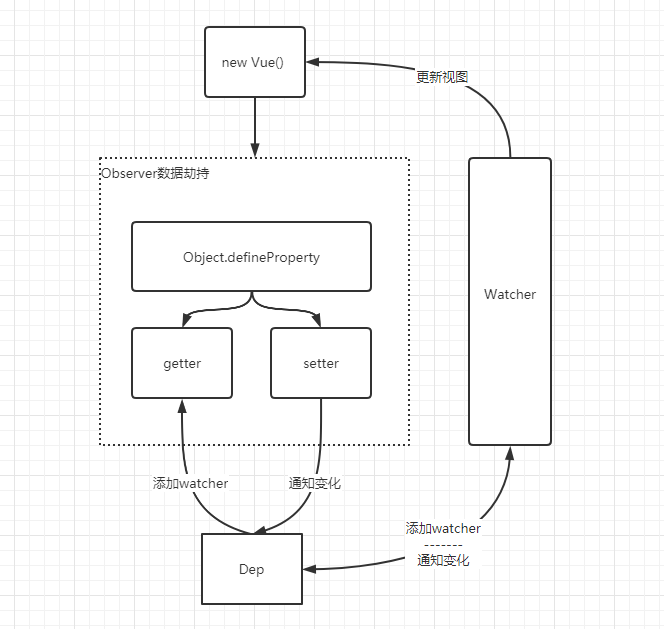 new Vue()
更新视图
Observer数据劫持
Object.defineProperty
Watcher
getter
setter
添加watcher
通知变化
添加watcher
-------
通知变化
Dep